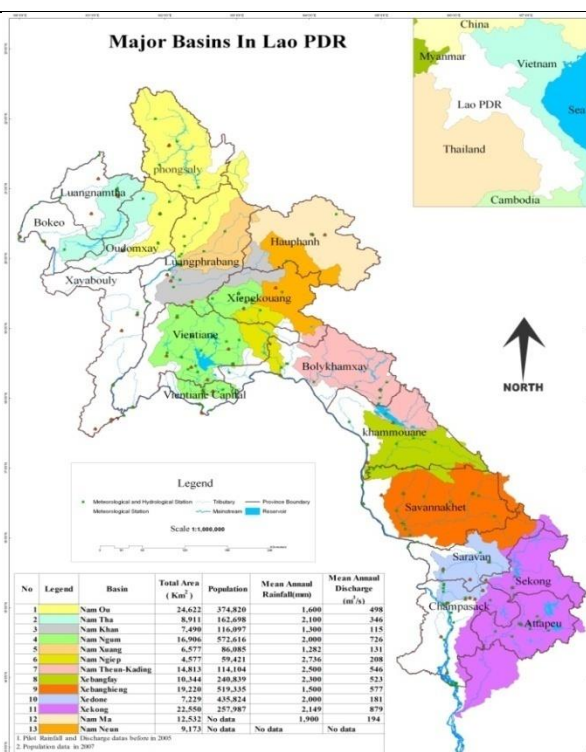 Major Basins In Lao PDR
China
Myanmar
Vietnam
Lao PDR
Sea
Thailand
Cambodia
phongsaly
Luangnamtha
Bokeo
Oudomxay
Luangphrabang
Hauphanh
Xayabouly
Xiengkouang
Vientiane
Bolykhamxay
Vientiane Capital
NORTH
khammouane
Savannakhet
Saravan
Sekong
Champasack
Attapeu
Legend
Meteorological and Hydrological Station Tributary Province Boundary
Meteorological Station Mainstream Reservoir
Scale 1:1,000,000
No Legend Basin Total Area (Km²) Population Mean Annaul Rainfall(mm) Mean Annaul Discharge (m³/s)
1 Nam Ou 24,622 374,820 1,600 498
2 Nam Tha 8,911 162,698 2,100 346
3 Nam Khan 7,490 116,097 1,300 115
4 Nam Ngum 16,906 572,616 2,000 726
5 Nam Xuang 6,577 86,085 1,282 131
6 Nam Ngiep 4,577 59,421 2,736 208
7 Nam Theun-Kading 14,813 114,104 2,500 546
8 Xebangfay 10,344 240,839 2,300 523
9 Xebanghieng 19,220 519,335 1,500 577
10 Xedone 7,229 435,824 2,000 181
11 Xekong 22,550 257,987 2,149 879
12 Nam Ma 12,532 No data 1,900 194
13 Nam Neun 9,173 No data No data No data
1. Pilot Rainfall and Discharge datas before in 2005
2. Population data in 2007